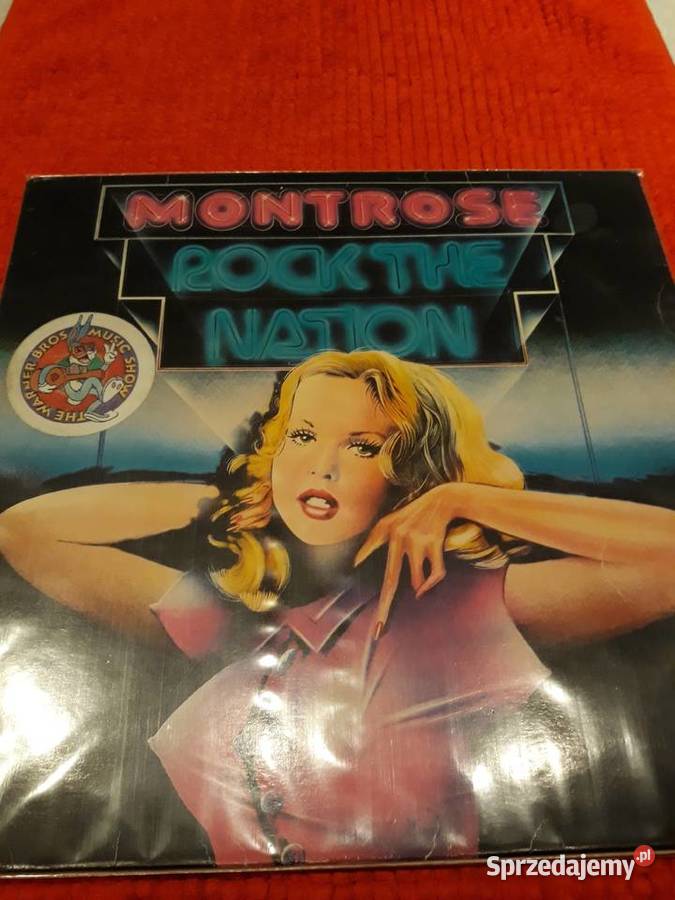 MONTROSE
ROCK THE
NATION
THE WARNER BROS. MUSIC SHOW
Sprzedajemy.pl